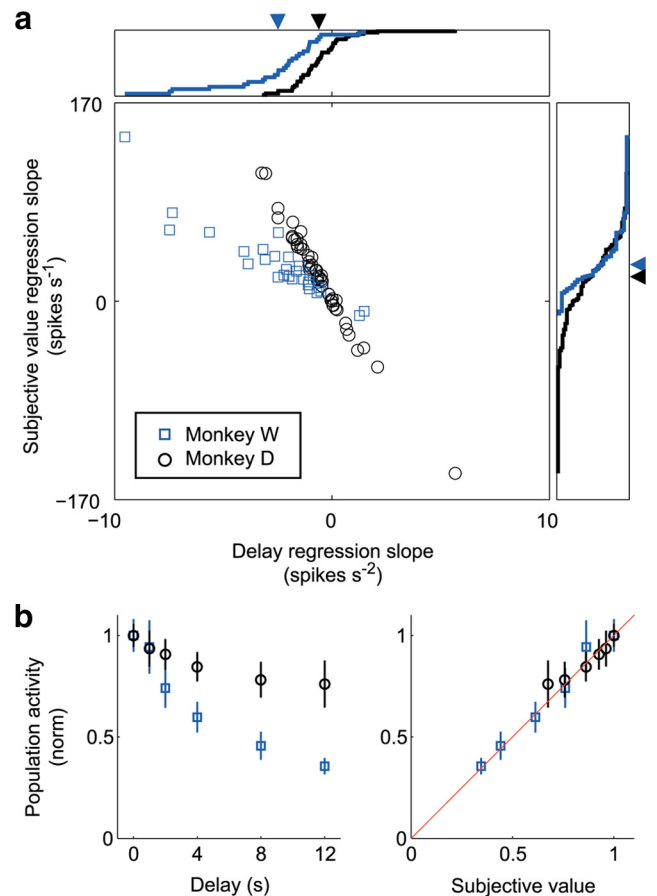 a
170
Subjective value regression slope
(spikes s-1)
0
Monkey W
Monkey D
−170
−10
0
10
Delay regression slope
(spikes s-2)
b
Population activity
(norm)
1
0.5
0
0
4
8
12
Delay (s)
1
0.5
0
0
0.5
1
Subjective value